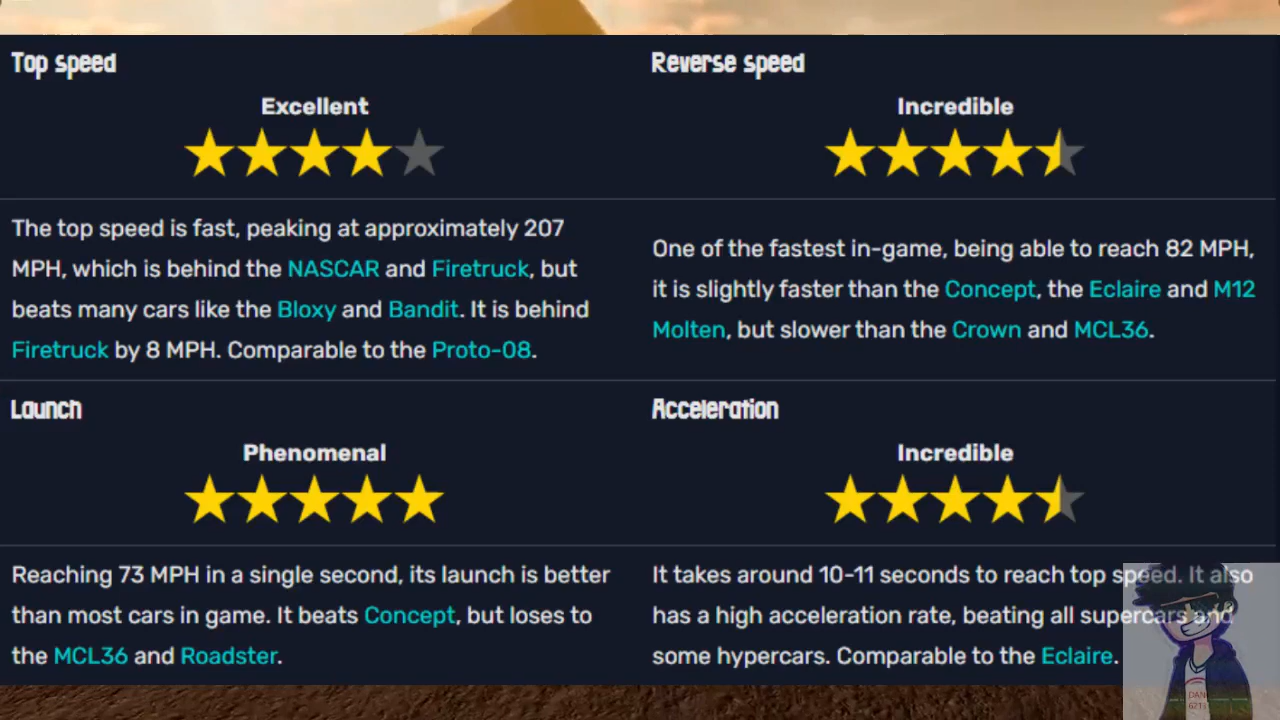 Top speed
Excellent
The top speed is fast, peaking at approximately 207
MPH, which is behind the NASCAR and Firetruck, but
beats many cars like the Bloxy and Bandit. It is behind
Firetruck by 8 MPH. Comparable to the Proto-08.
Reverse speed
Incredible
One of the fastest in-game, being able to reach 82 MPH,
it is slightly faster than the Concept, the Eclaire and M12
Molten, but slower than the Crown and MCL36.
Launch
Phenomenal
Reaching 73 MPH in a single second, its launch is better
than most cars in game. It beats Concept, but loses to
the MCL36 and Roadster.
Acceleration
Incredible
It takes around 10-11 seconds to reach top speed. It also
has a high acceleration rate, beating all supercars and
some hypercars. Comparable to the Eclaire.
DAN